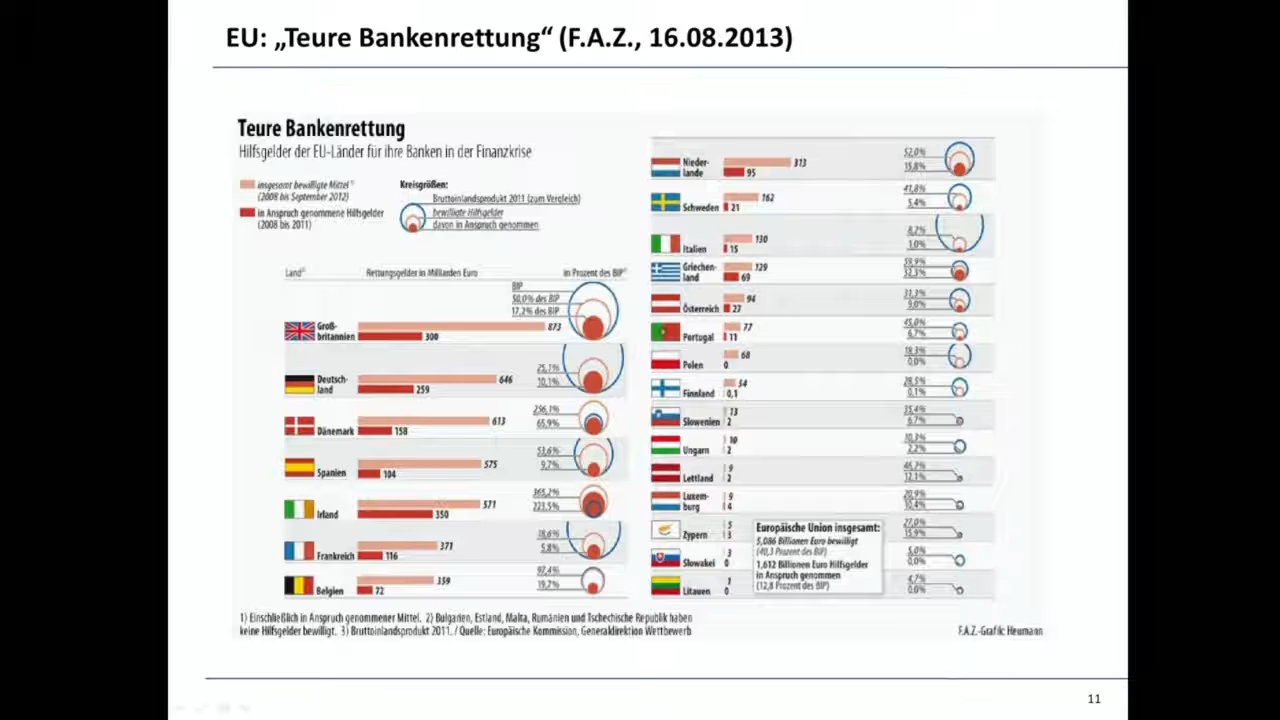 EU: „Teure Bankenrettung“ (F.A.Z., 16.08.2013)
Teure Bankenrettung
Hilfsgelder der EU-Länder für ihre Banken in der Finanzkrise
insgesamt bewilligte Mittel 1)
(2008 bis September 2012)
in Anspruch genommene Hilfsgelder
(2008 bis 2011)
Kreisgrößen:
Bruttoinlandsprodukt 2011 (zum Vergleich)
bewilligte Hilfsgelder
davon in Anspruch genommen
Land2) Rettungsgelder in Milliarden Euro in Prozent des BIP3)
BIP
50,0% des BIP
17,2% des BIP
Groß-
britannien 873 300
Deutsch-
land 646 259 25,1% 10,1%
Dänemark 613 158 256,1% 65,9%
Spanien 575 104 53,6% 9,7%
Irland 571 350 365,2% 223,5%
Frankreich 371 116 18,6% 5,8%
Belgien 359 72 97,4% 19,7%
Nieder-
lande 313 95 52,0% 15,8%
Schweden 162 21 41,8% 5,4%
Italien 130 15 8,2% 1,0%
Griechen-
land 129 69 59,9% 32,3%
Österreich 94 27 31,3% 9,0%
Portugal 77 11 45,0% 6,7%
Polen 68 0 18,3% 0,0%
Finnland 54 0,1 28,5% 0,1%
Slowenien 13 2 35,4% 6,7%
Ungarn 10 2 10,3% 2,2%
Lettland 9 2 46,7% 12,1%
Luxem-
burg 9 4 20,9% 10,4%
Zypern 5 3 27,0% 15,9%
Slowakei 3 0 5,0% 0,0%
Litauen 1 0 4,7% 0,0%
Europäische Union insgesamt:
5,086 Billionen Euro bewilligt
(40,3 Prozent des BIP)
1,612 Billionen Euro Hilfsgelder
in Anspruch genommen
(12,8 Prozent des BIP)
1) Einschließlich in Anspruch genommener Mittel. 2) Bulgarien, Estland, Malta, Rumänien und Tschechische Republik haben
keine Hilfsgelder bewilligt. 3) Bruttoinlandsprodukt 2011. / Quelle: Europäische Kommission, Generaldirektion Wettbewerb
F.A.Z.-Grafik: Heumann
11